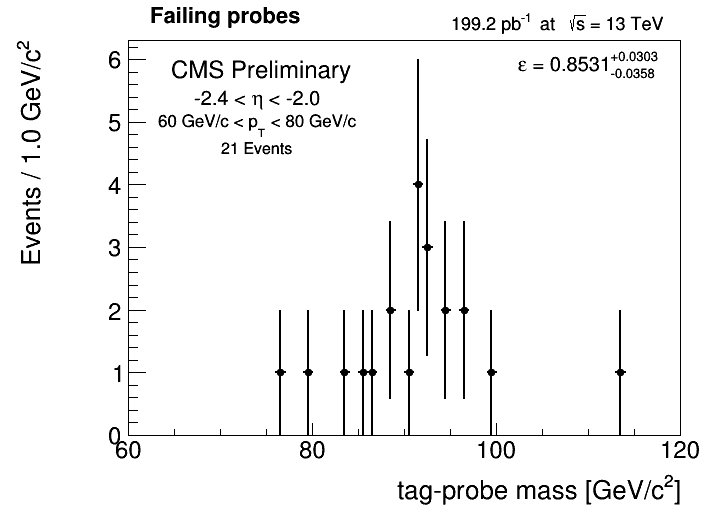 Failing probes
199.2 pb⁻¹ at √s = 13 TeV
ε = 0.8531 +0.0303 -0.0358
CMS Preliminary
-2.4 < η < -2.0
60 GeV/c < p_T < 80 GeV/c
21 Events
Events / 1.0 GeV/c²
6
5
4
3
2
1
0
60 80 100 120
tag-probe mass [GeV/c²]